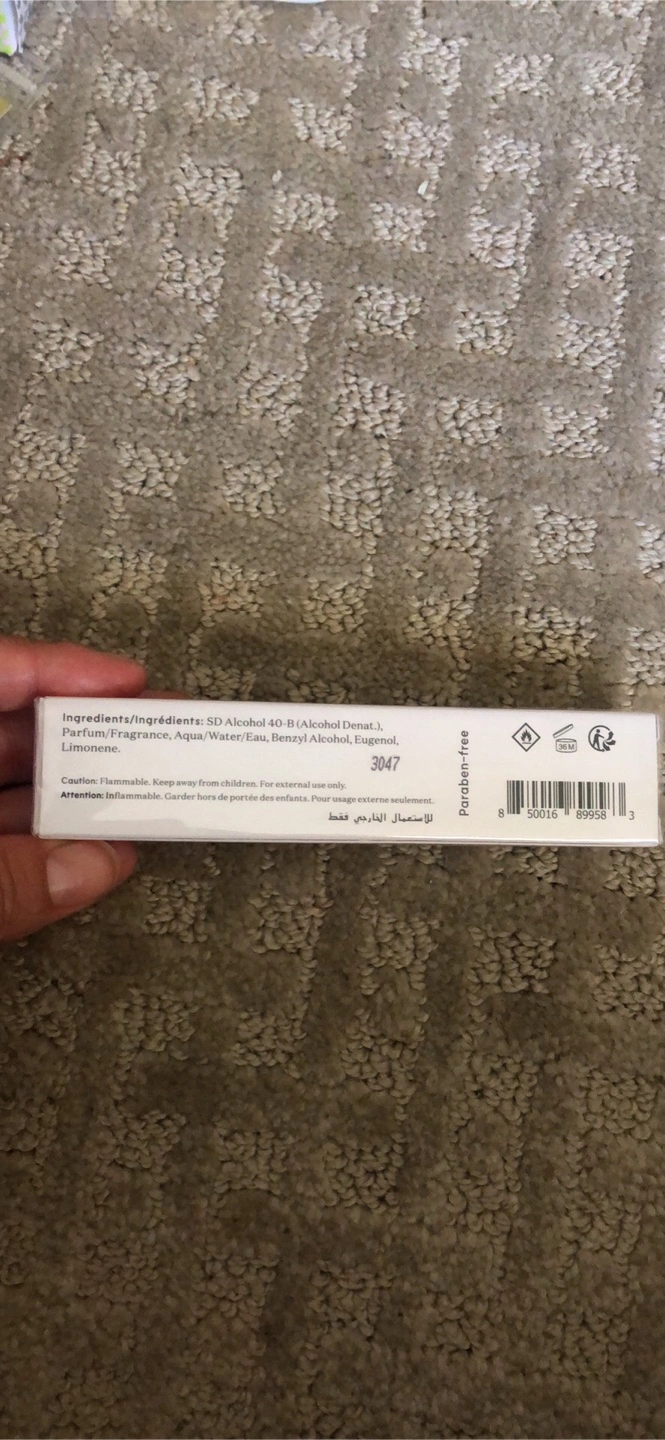 Ingredients/Ingrédients: SD Alcohol 40-B (Alcohol Denat.),
Parfum/Fragrance, Aqua/Water/Eau, Benzyl Alcohol, Eugenol,
Limonene.
3047
Caution: Flammable. Keep away from children. For external use only.
Attention: Inflammable. Garder hors de portée des enfants. Pour usage externe seulement.
للاستعمال الخارجي فقط
Paraben-free
36 M
8 50016 89958 3